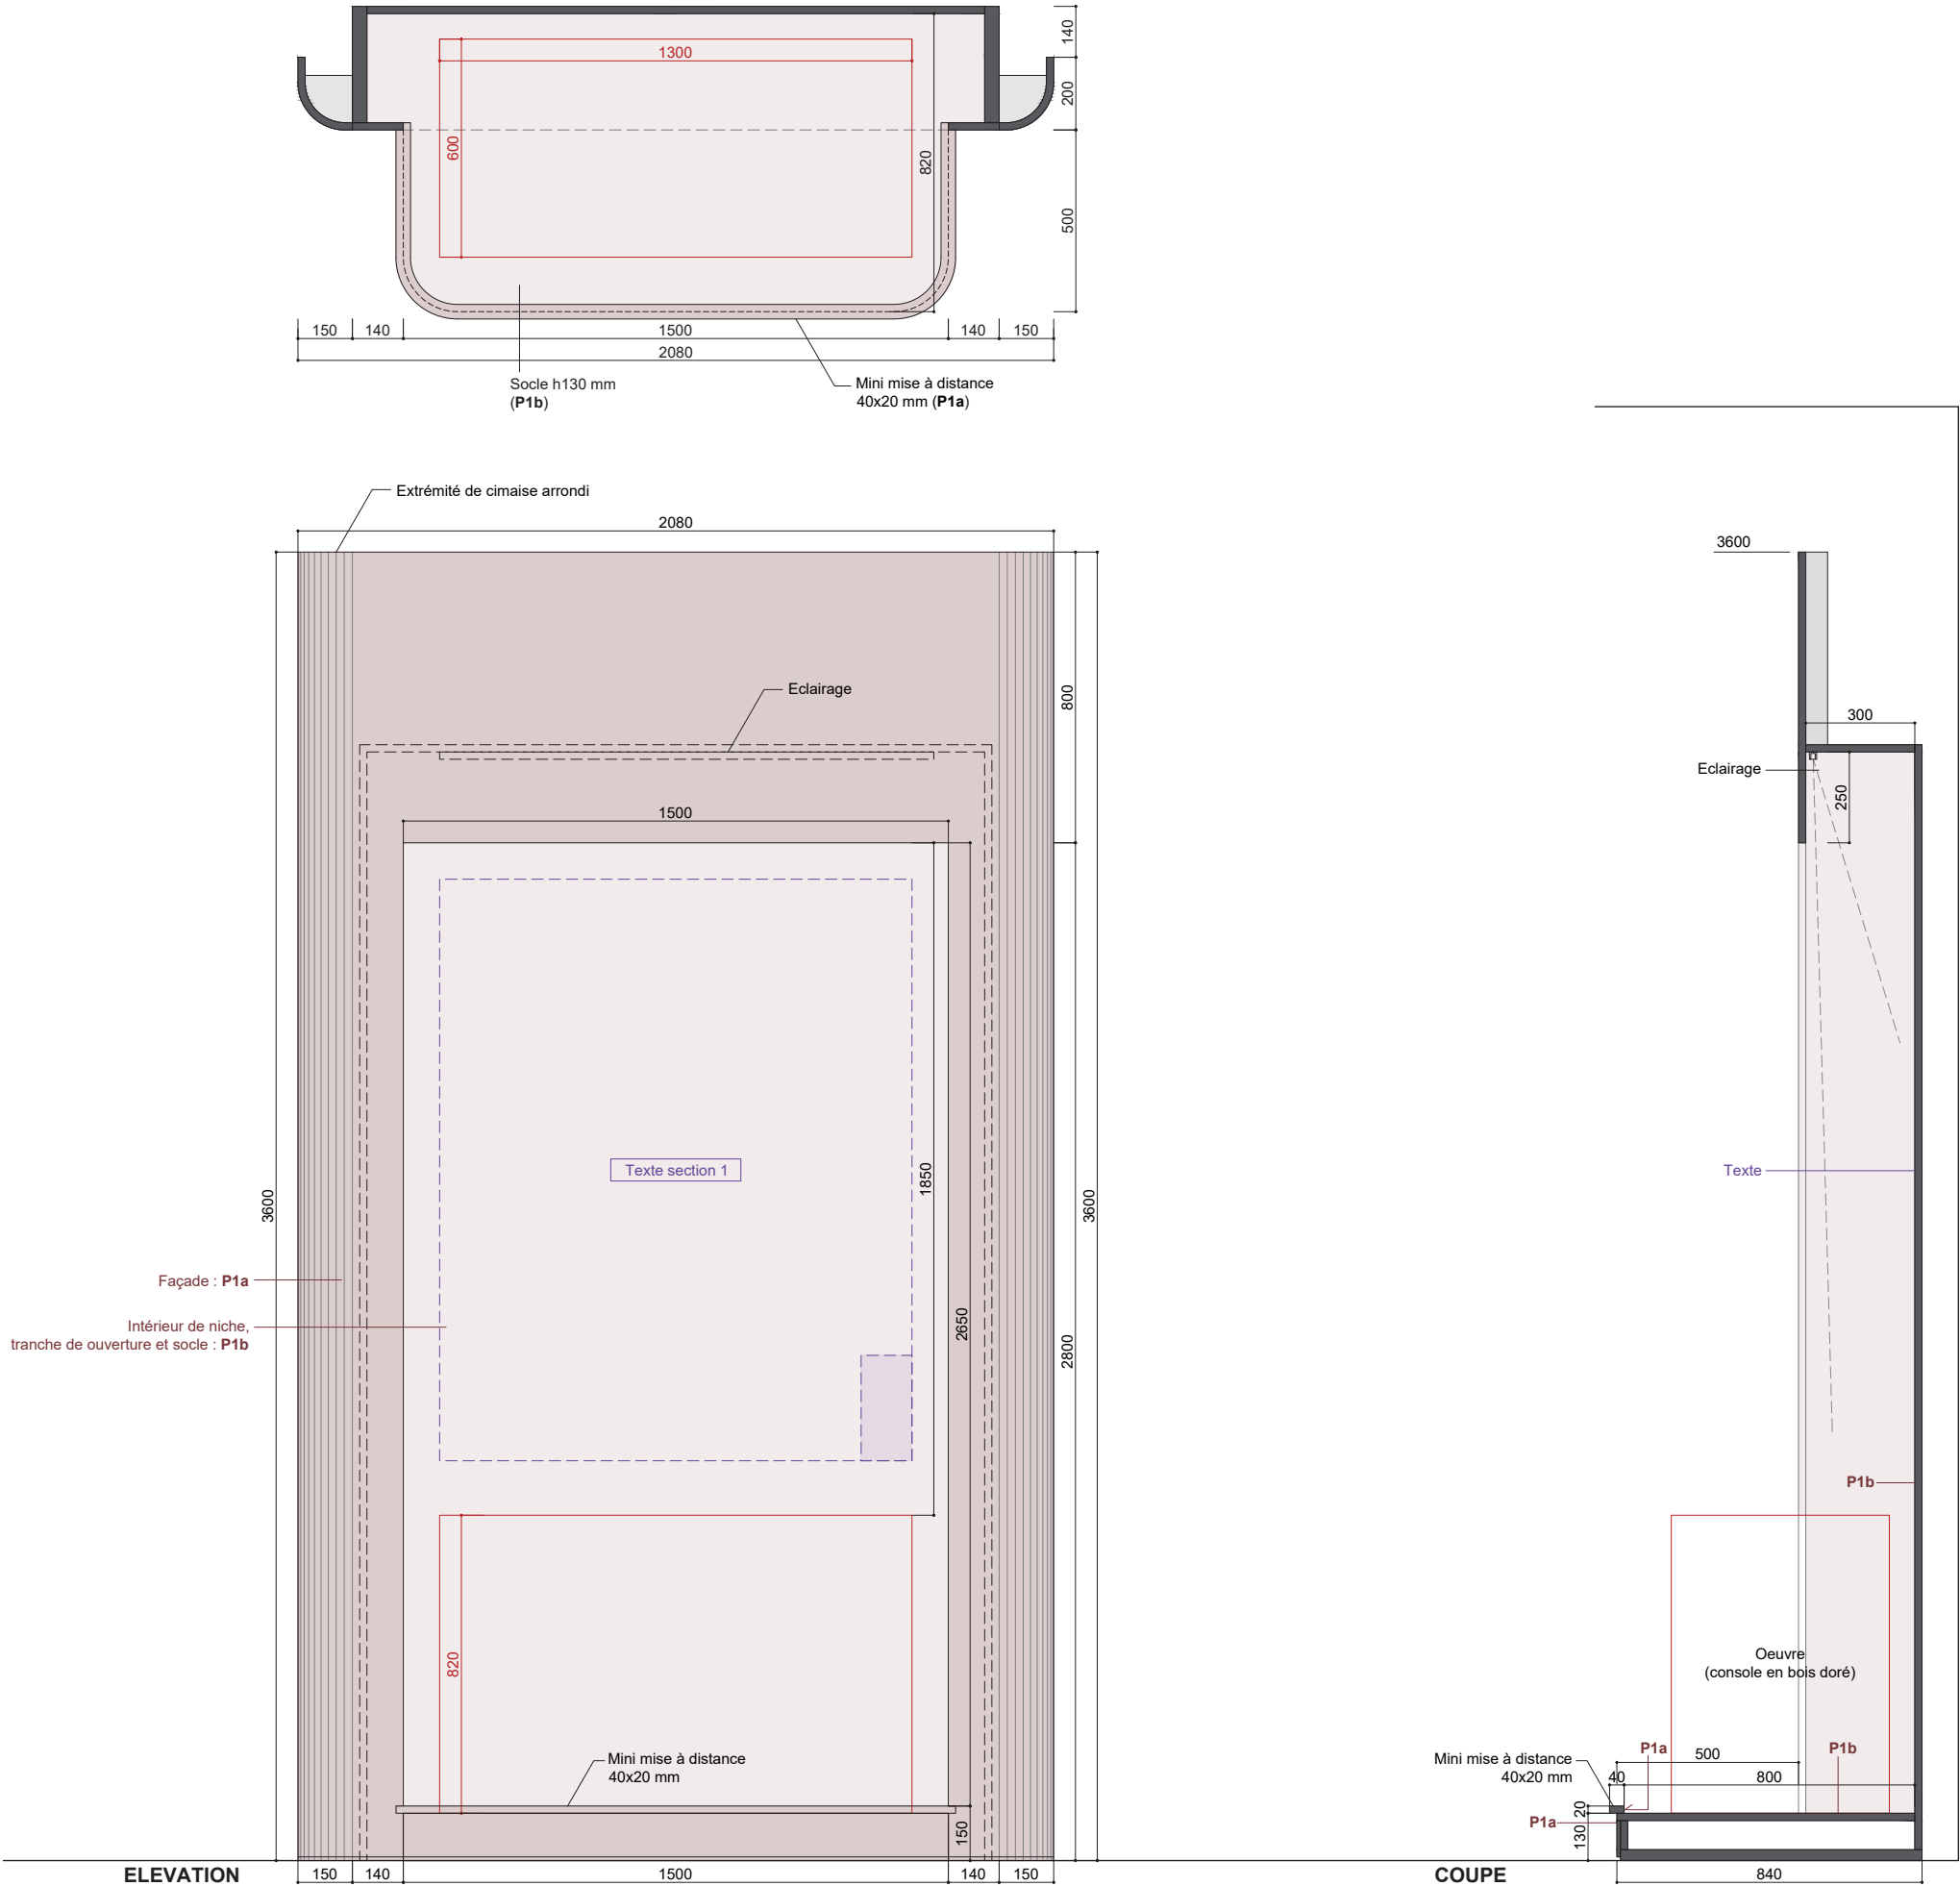 140
1300
200
600
820
500
150
140
1500
140
150
2080
Socle h130 mm
(P1b)
Mini mise à distance
40x20 mm (P1a)
Extrémité de cimaise arrondi
2080
3600
Eclairage
800
300
Eclairage
250
1500
Texte section 1
Texte
1850
3600
3600
Façade : P1a
Intérieur de niche,
tranche de ouverture et socle : P1b
2650
2800
P1b
820
Oeuvre
(console en bois doré)
Mini mise à distance
40x20 mm
Mini mise à distance
40x20 mm
P1a
500
P1b
40
800
20
P1a
130
150
ELEVATION
150
140
1500
140
150
COUPE
840